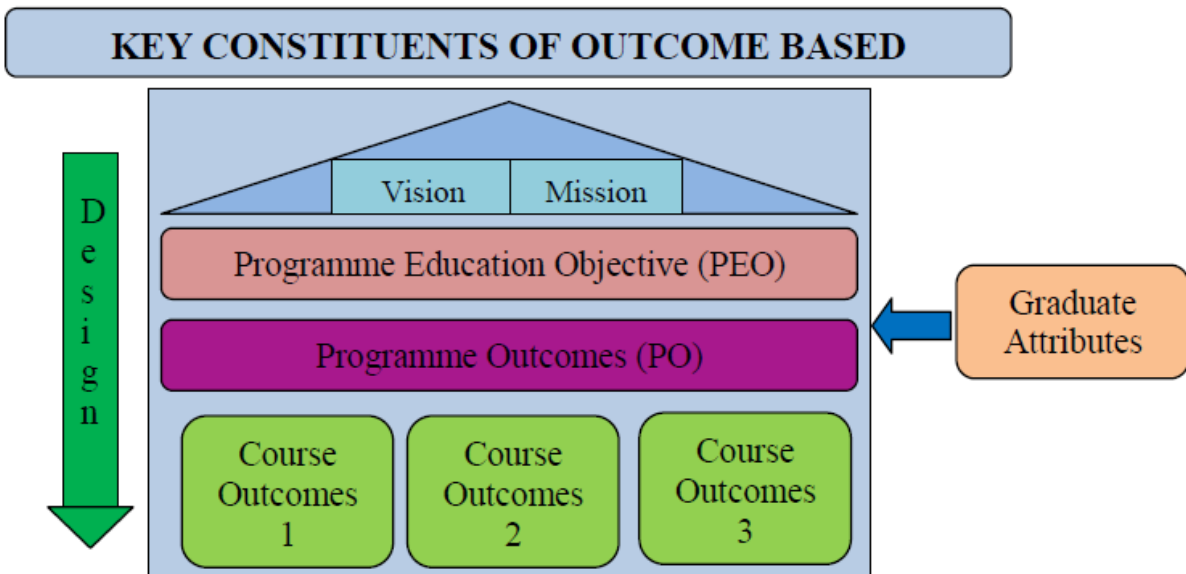 KEY CONSTITUENTS OF OUTCOME BASED
Design
Vision
Mission
Programme Education Objective (PEO)
Programme Outcomes (PO)
Graduate
Attributes
Course
Outcomes
1
Course
Outcomes
2
Course
Outcomes
3